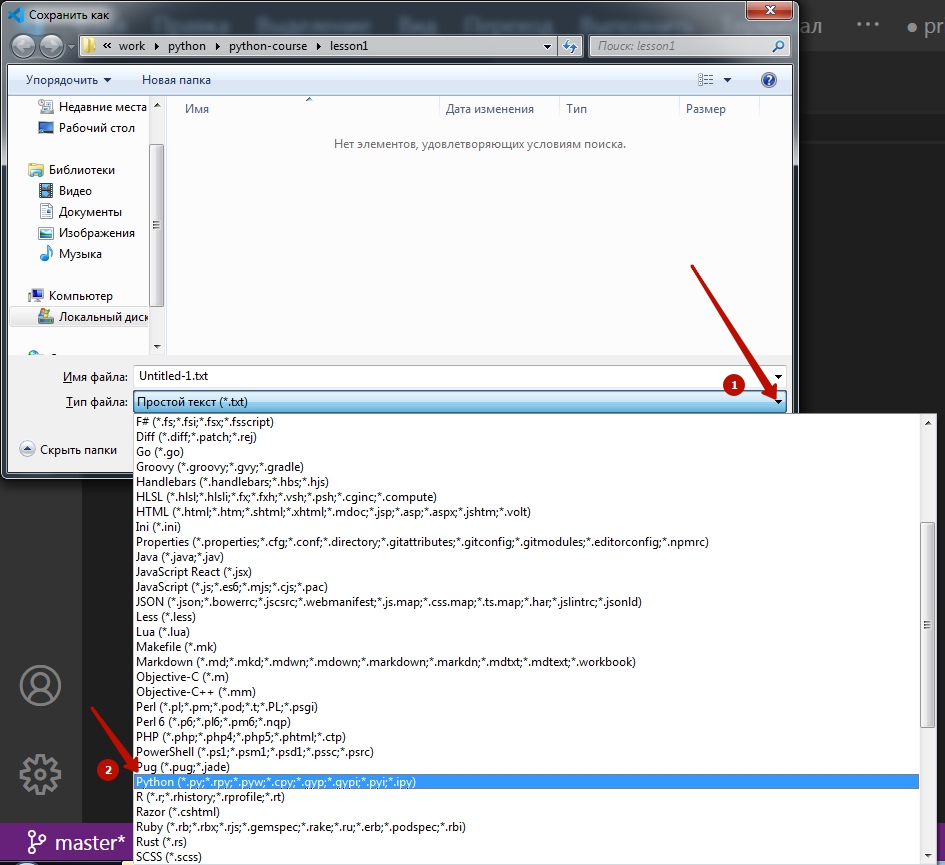 Сохранить как
Правка Выделение Вид Переход Выполнить
ал ... ● pr
« work ▸ python ▸ python-course ▸ lesson1
Поиск: lesson1
Упорядочить
Новая папка
Имя
Дата изменения
Тип
Размер
Недавние места
Рабочий стол
Нет элементов, удовлетворяющих условиям поиска.
Библиотеки
Видео
Документы
Изображения
Музыка
Компьютер
Локальный диск
Имя файла: Untitled-1.txt
1
Тип файла: Простой текст (*.txt)
Скрыть папки
F# (*.fs;*.fsi;*.fsx;*.fsscript)
Diff (*.diff;*.patch;*.rej)
Go (*.go)
Groovy (*.groovy;*.gvy;*.gradle)
Handlebars (*.handlebars;*.hbs;*.hjs)
HLSL (*.hlsl;*.hlsli;*.fx;*.fxh;*.vsh;*.psh;*.cginc;*.compute)
HTML (*.html;*.htm;*.shtml;*.xhtml;*.mdoc;*.jsp;*.asp;*.aspx;*.jshtm;*.volt)
Ini (*.ini)
Properties (*.properties;*.cfg;*.conf;*.directory;*.gitattributes;*.gitconfig;*.gitmodules;*.editorconfig;*.npmrc)
Java (*.java;*.jav)
JavaScript React (*.jsx)
JavaScript (*.js;*.es6;*.mjs;*.cjs;*.pac)
JSON (*.json;*.bowerrc;*.jscsrc;*.webmanifest;*.js.map;*.css.map;*.ts.map;*.har;*.jslintrc;*.jsonld)
Less (*.less)
Lua (*.lua)
Makefile (*.mk)
Markdown (*.md;*.mkd;*.mdwn;*.mdown;*.markdown;*.markdn;*.mdtxt;*.mdtext;*.workbook)
Objective-C (*.m)
Objective-C++ (*.mm)
Perl (*.pl;*.pm;*.pod;*.t;*.PL;*.psgi)
Perl 6 (*.p6;*.pl6;*.pm6;*.nqp)
PHP (*.php;*.php4;*.php5;*.phtml;*.ctp)
PowerShell (*.ps1;*.psm1;*.psd1;*.pssc;*.psrc)
Pug (*.pug;*.jade)
2
Python (*.py;*.rpy;*.pyw;*.cpy;*.gyp;*.gypi;*.pyi;*.ipy)
R (*.r;*.rhistory;*.rprofile;*.rt)
Razor (*.cshtml)
Ruby (*.rb;*.rbx;*.rjs;*.gemspec;*.rake;*.ru;*.erb;*.podspec;*.rbi)
Rust (*.rs)
SCSS (*.scss)
master*